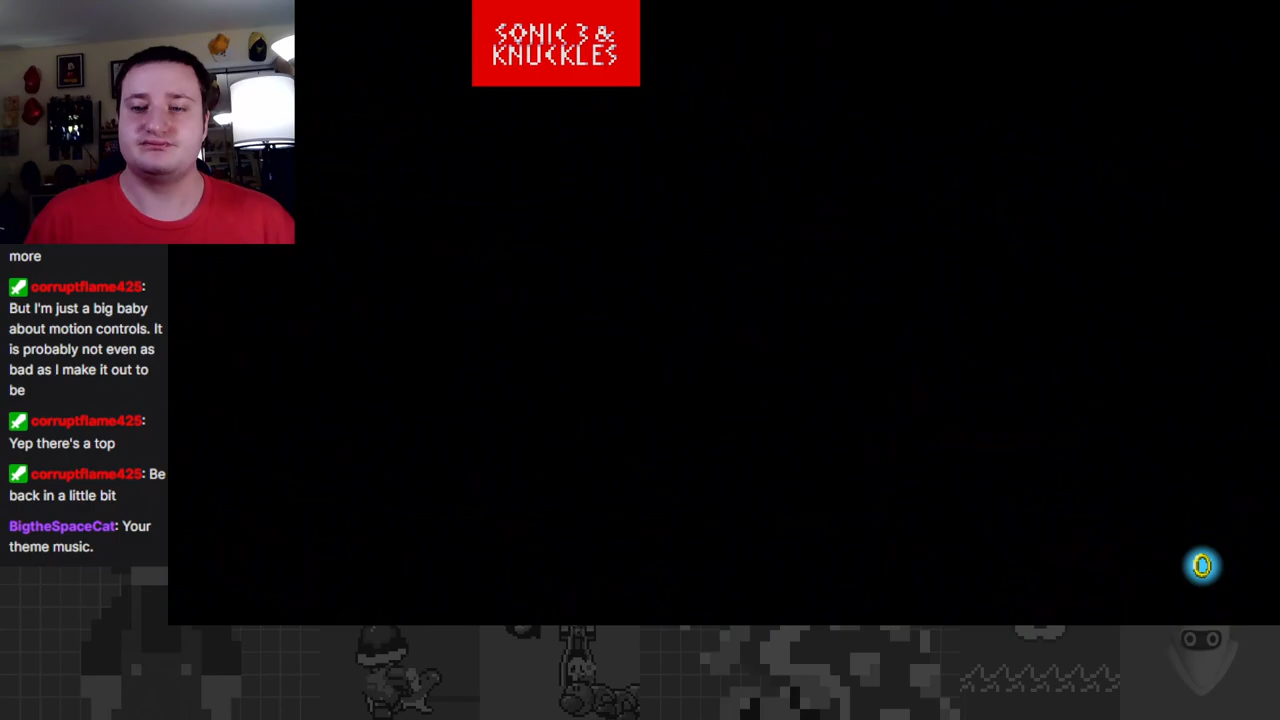 SONIC 3 &
KNUCKLES
more
corruptflame425:
But I'm just a big baby
about motion controls. It
is probably not even as
bad as I make it out to
be
corruptflame425:
Yep there's a top
corruptflame425: Be
back in a little bit
BigtheSpaceCat: Your
theme music.